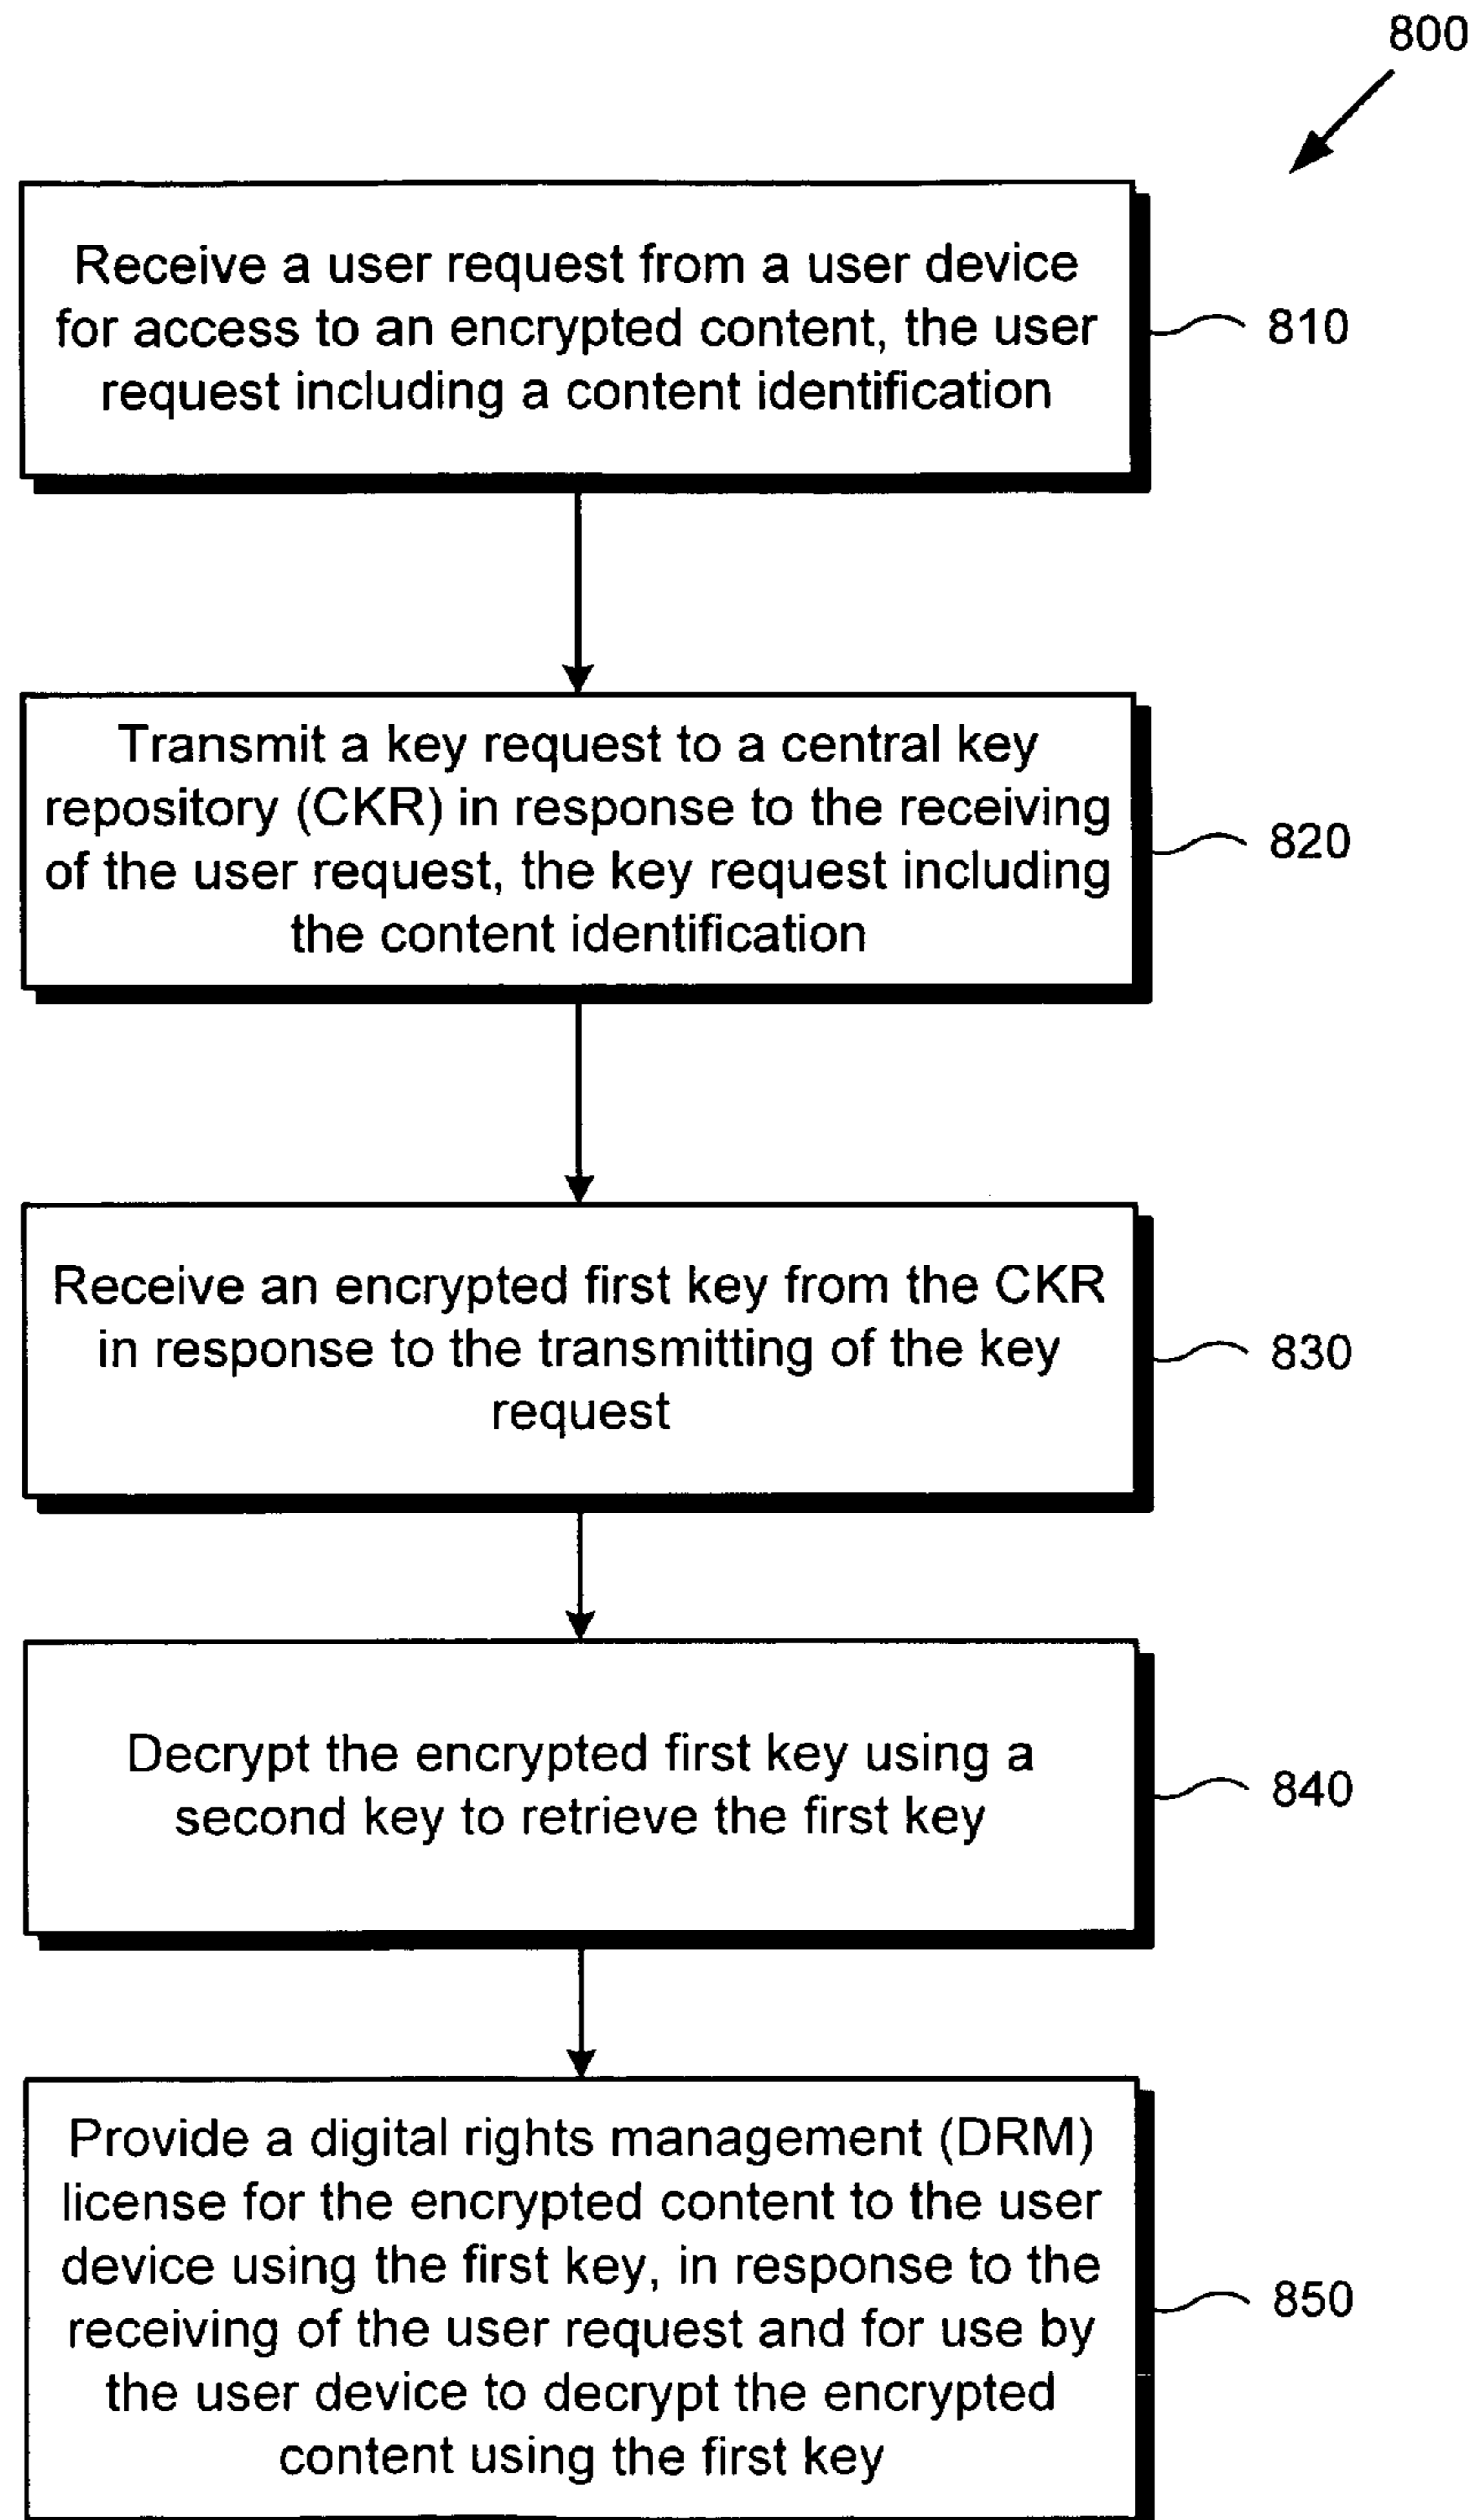 800
Receive a user request from a user device
for access to an encrypted content, the user
request including a content identification
810
Transmit a key request to a central key
repository (CKR) in response to the receiving
of the user request, the key request including
the content identification
820
Receive an encrypted first key from the CKR
in response to the transmitting of the key
request
830
Decrypt the encrypted first key using a
second key to retrieve the first key
840
Provide a digital rights management (DRM)
license for the encrypted content to the user
device using the first key, in response to the
receiving of the user request and for use by
the user device to decrypt the encrypted
content using the first key
850